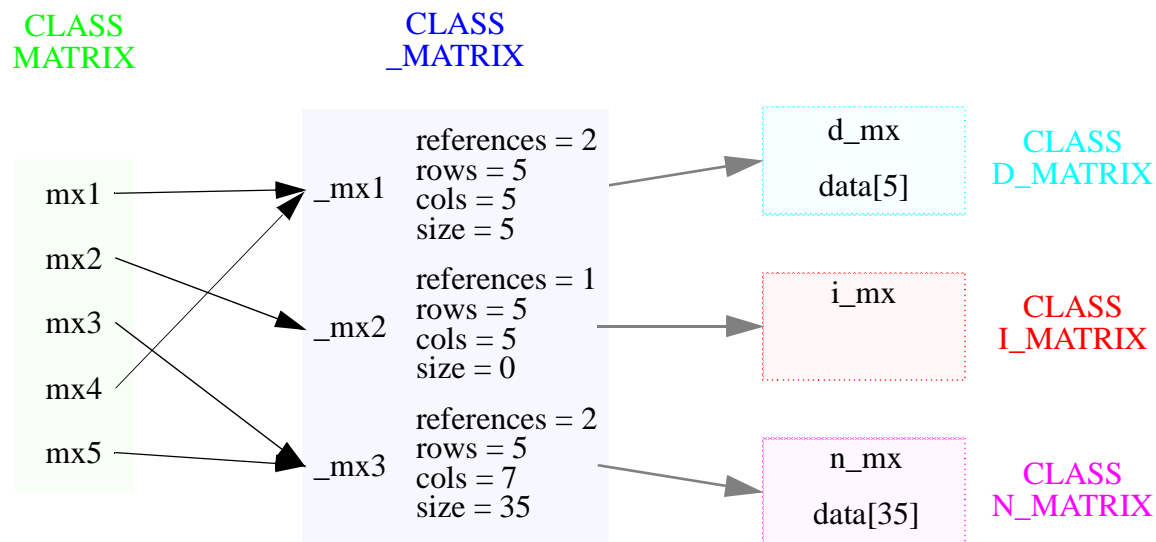 CLASS
MATRIX
CLASS
_MATRIX
mx1
mx2
mx3
mx4
mx5
_mx1
references = 2
rows = 5
cols = 5
size = 5
_mx2
references = 1
rows = 5
cols = 5
size = 0
_mx3
references = 2
rows = 5
cols = 7
size = 35
d_mx
data[5]
CLASS
D_MATRIX
i_mx
CLASS
I_MATRIX
n_mx
data[35]
CLASS
N_MATRIX